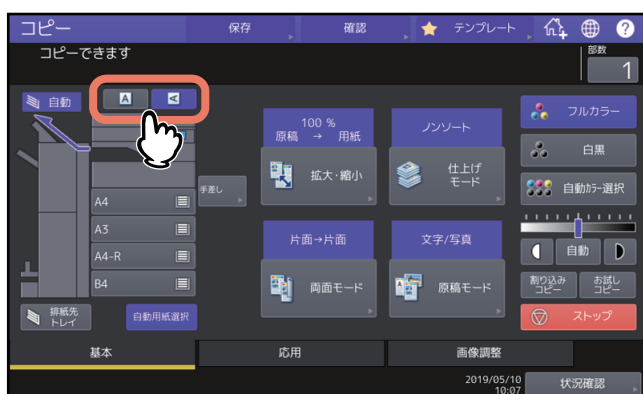 コピー
保存
確認
テンプレート
?
コピーできます
部数
1
自動
A
A
100 %
原稿 → 用紙
ノンソート
フルカラー
拡大・縮小
仕上げ
モード
白黒
手差し
自動カラー選択
A4
A3
A4-R
B4
片面→片面
文字/写真
自動
両面モード
原稿モード
割り込み
コピー
お試し
コピー
排紙先
トレイ
自動用紙選択
ストップ
基本
応用
画像調整
2019/05/10
10:07
状況確認